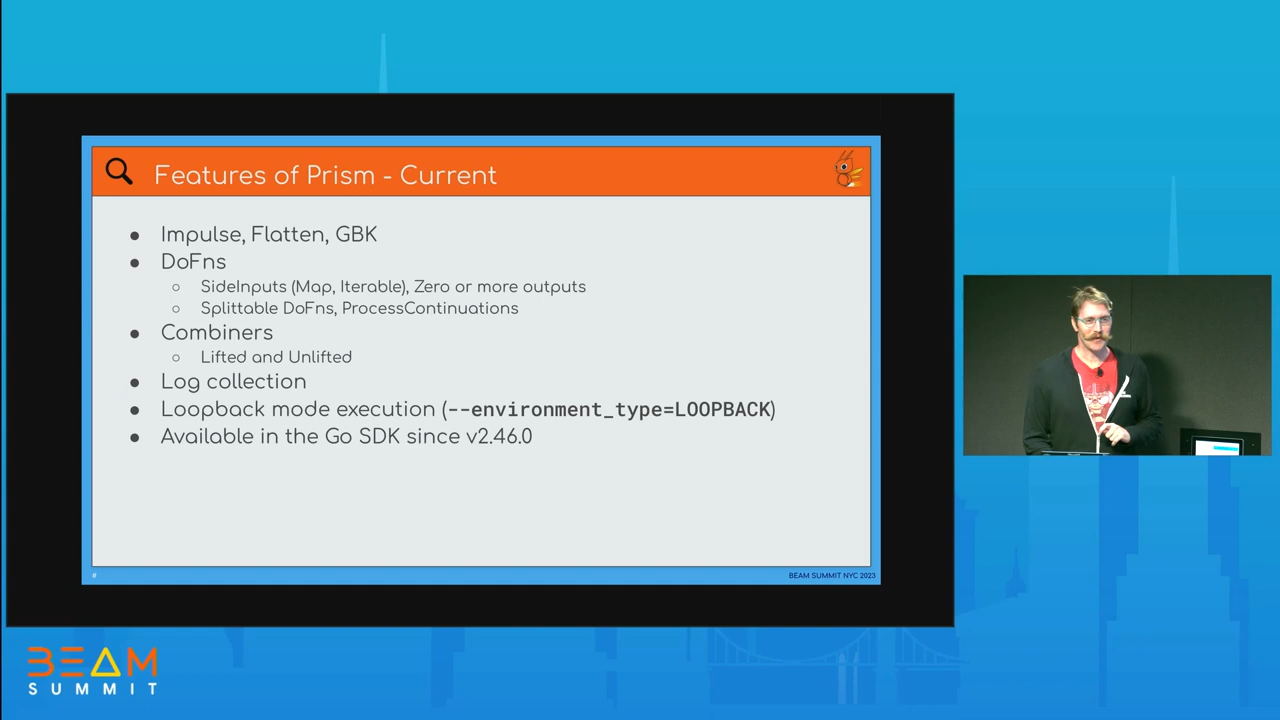 Features of Prism - Current
● Impulse, Flatten, GBK
● DoFns
○ SideInputs (Map, Iterable), Zero or more outputs
○ Splittable DoFns, ProcessContinuations
● Combiners
○ Lifted and Unlifted
● Log collection
● Loopback mode execution (--environment_type=LOOPBACK)
● Available in the Go SDK since v2.46.0
#
BEAM SUMMIT NYC 2023
BEAM
SUMMIT